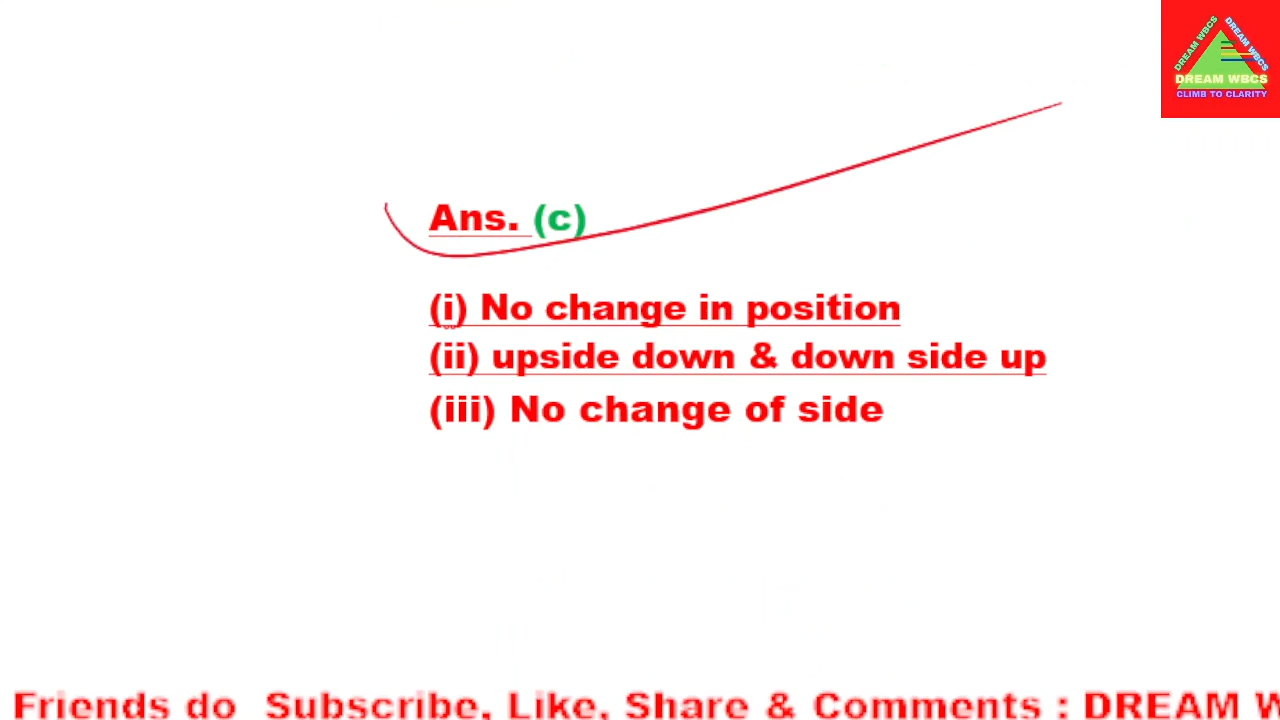 DREAM WBCS
DREAM WBCS
DREAM WBCS
CLIMB TO CLARITY
Ans. (c)
(i) No change in position
(ii) upside down & down side up
(iii) No change of side
Friends do Subscribe, Like, Share & Comments : DREAM W